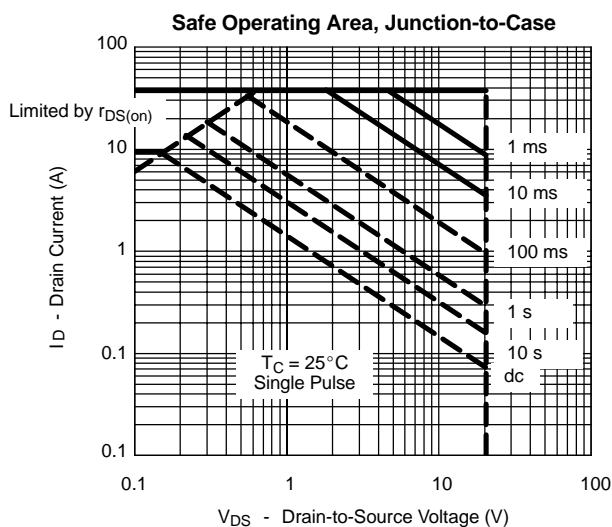 Safe Operating Area, Junction-to-Case
100
Limited by rDS(on)
10
1
0.1
0.1
ID - Drain Current (A)
1 ms
10 ms
100 ms
1 s
10 s
dc
TC = 25°C
Single Pulse
0.1
1
10
100
VDS - Drain-to-Source Voltage (V)